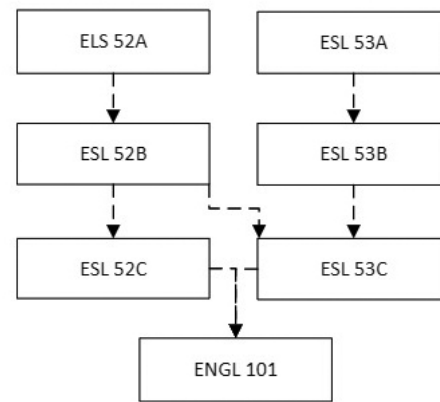 ELS 52A
ESL 53A
ESL 52B
ESL 53B
ESL 52C
ESL 53C
ENGL 101